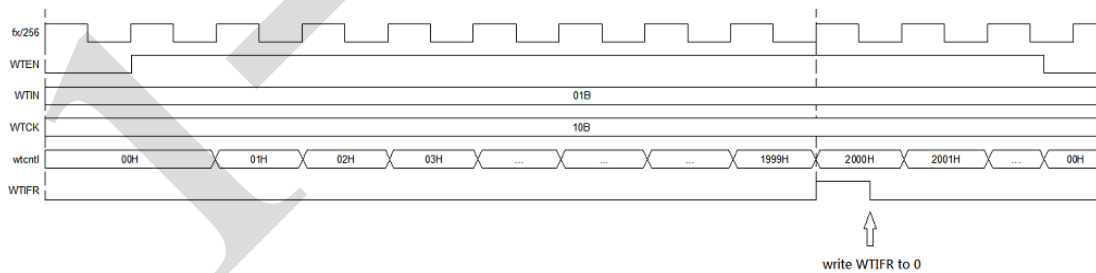 fx/256
WTEN
WTIN 01B
WTCK 10B
wtcntl 00H 01H 02H 03H ... ... ... 1999H 2000H 2001H ... 00H
WTIFR
write WTIFR to 0